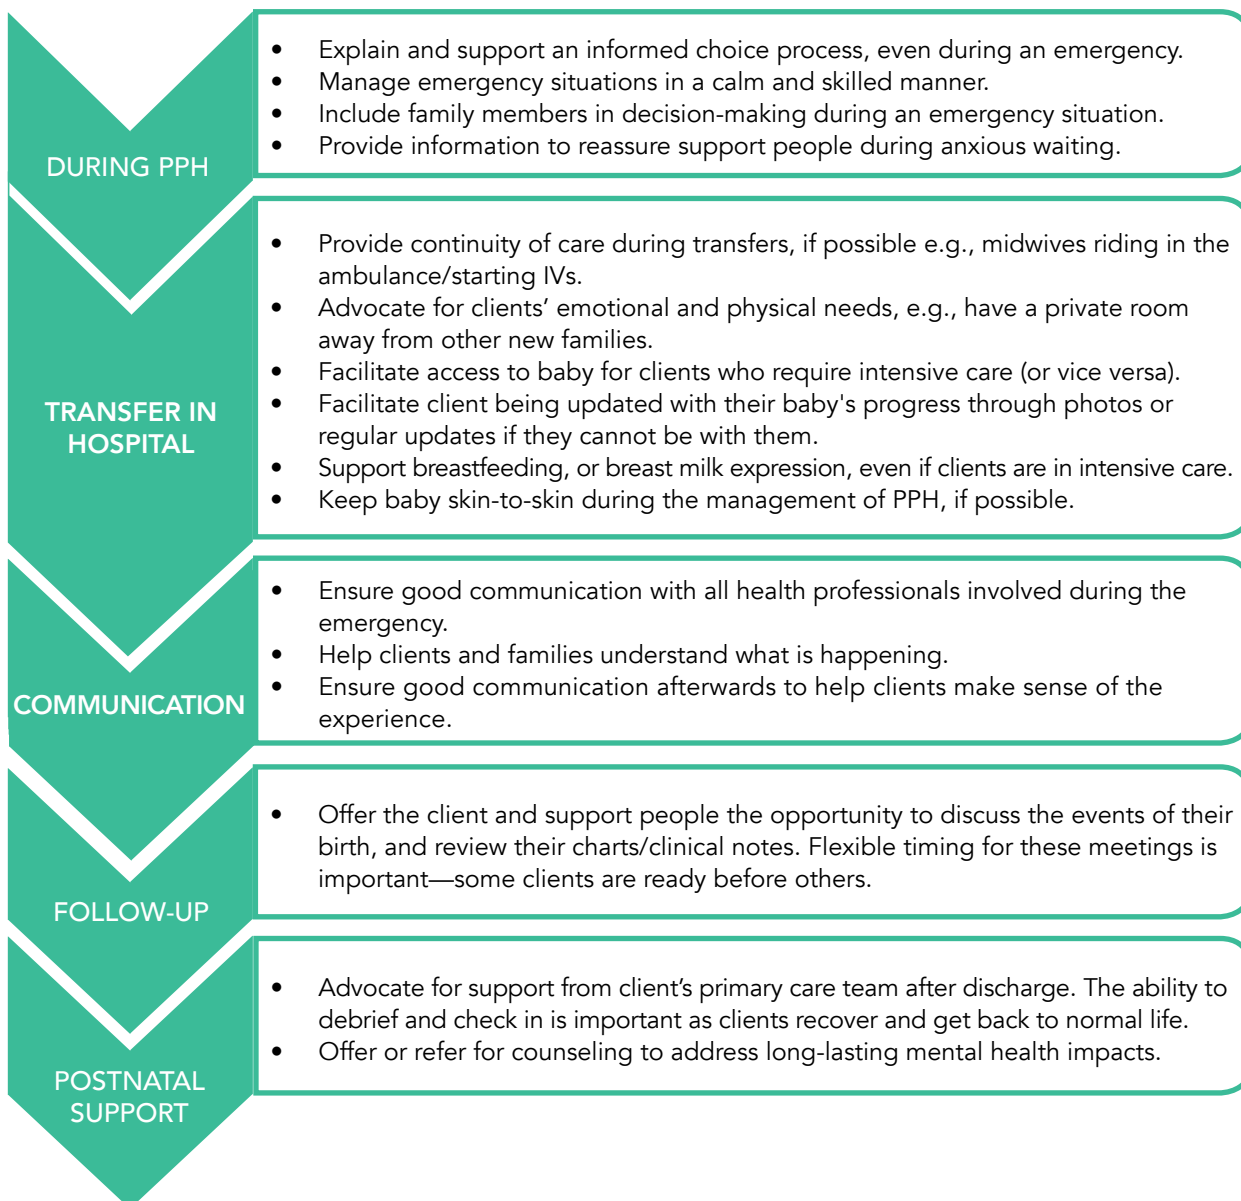 DURING PPH
• Explain and support an informed choice process, even during an emergency.
• Manage emergency situations in a calm and skilled manner.
• Include family members in decision-making during an emergency situation.
• Provide information to reassure support people during anxious waiting.
TRANSFER IN
HOSPITAL
• Provide continuity of care during transfers, if possible e.g., midwives riding in the
ambulance/starting IVs.
• Advocate for clients’ emotional and physical needs, e.g., have a private room
away from other new families.
• Facilitate access to baby for clients who require intensive care (or vice versa).
• Facilitate client being updated with their baby's progress through photos or
regular updates if they cannot be with them.
• Support breastfeeding, or breast milk expression, even if clients are in intensive care.
• Keep baby skin-to-skin during the management of PPH, if possible.
COMMUNICATION
• Ensure good communication with all health professionals involved during the
emergency.
• Help clients and families understand what is happening.
• Ensure good communication afterwards to help clients make sense of the
experience.
FOLLOW-UP
• Offer the client and support people the opportunity to discuss the events of their
birth, and review their charts/clinical notes. Flexible timing for these meetings is
important—some clients are ready before others.
POSTNATAL
SUPPORT
• Advocate for support from client’s primary care team after discharge. The ability to
debrief and check in is important as clients recover and get back to normal life.
• Offer or refer for counseling to address long-lasting mental health impacts.